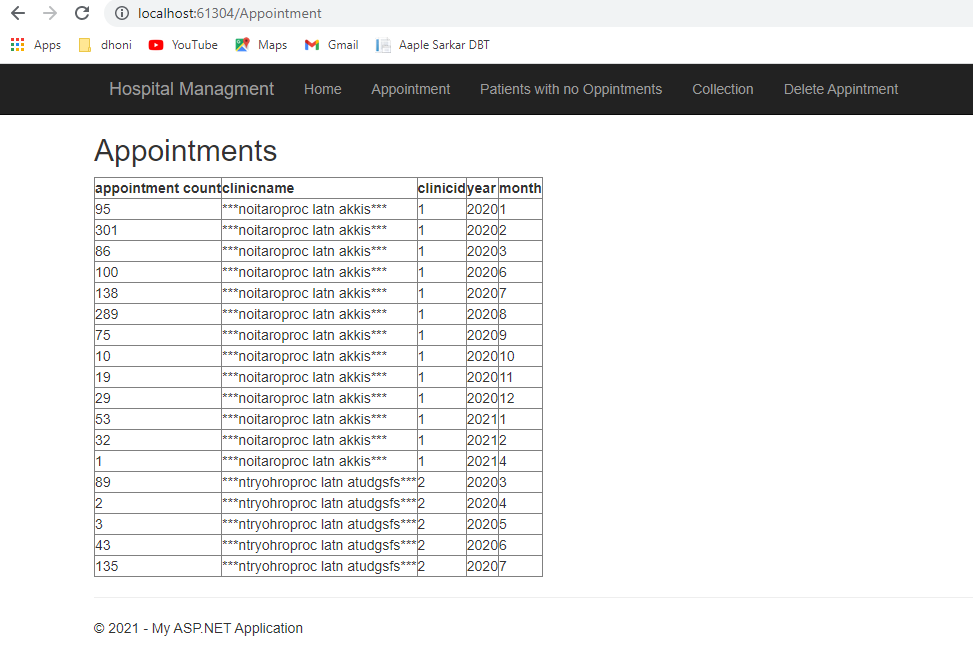 localhost:61304/Appointment
Apps dhoni YouTube Maps Gmail Aaple Sarkar DBT
Hospital Managment Home Appointment Patients with no Oppintments Collection Delete Appintment
Appointments
appointment count clinicname clinicid year month
95 ***noitaroproc latn akkis*** 1 2020 1
301 ***noitaroproc latn akkis*** 1 2020 2
86 ***noitaroproc latn akkis*** 1 2020 3
100 ***noitaroproc latn akkis*** 1 2020 6
138 ***noitaroproc latn akkis*** 1 2020 7
289 ***noitaroproc latn akkis*** 1 2020 8
75 ***noitaroproc latn akkis*** 1 2020 9
10 ***noitaroproc latn akkis*** 1 2020 10
19 ***noitaroproc latn akkis*** 1 2020 11
29 ***noitaroproc latn akkis*** 1 2020 12
53 ***noitaroproc latn akkis*** 1 2021 1
32 ***noitaroproc latn akkis*** 1 2021 2
1 ***noitaroproc latn akkis*** 1 2021 4
89 ***ntryohroproc latn atudgsfs*** 2 2020 3
2 ***ntryohroproc latn atudgsfs*** 2 2020 4
3 ***ntryohroproc latn atudgsfs*** 2 2020 5
43 ***ntryohroproc latn atudgsfs*** 2 2020 6
135 ***ntryohroproc latn atudgsfs*** 2 2020 7
© 2021 - My ASP.NET Application